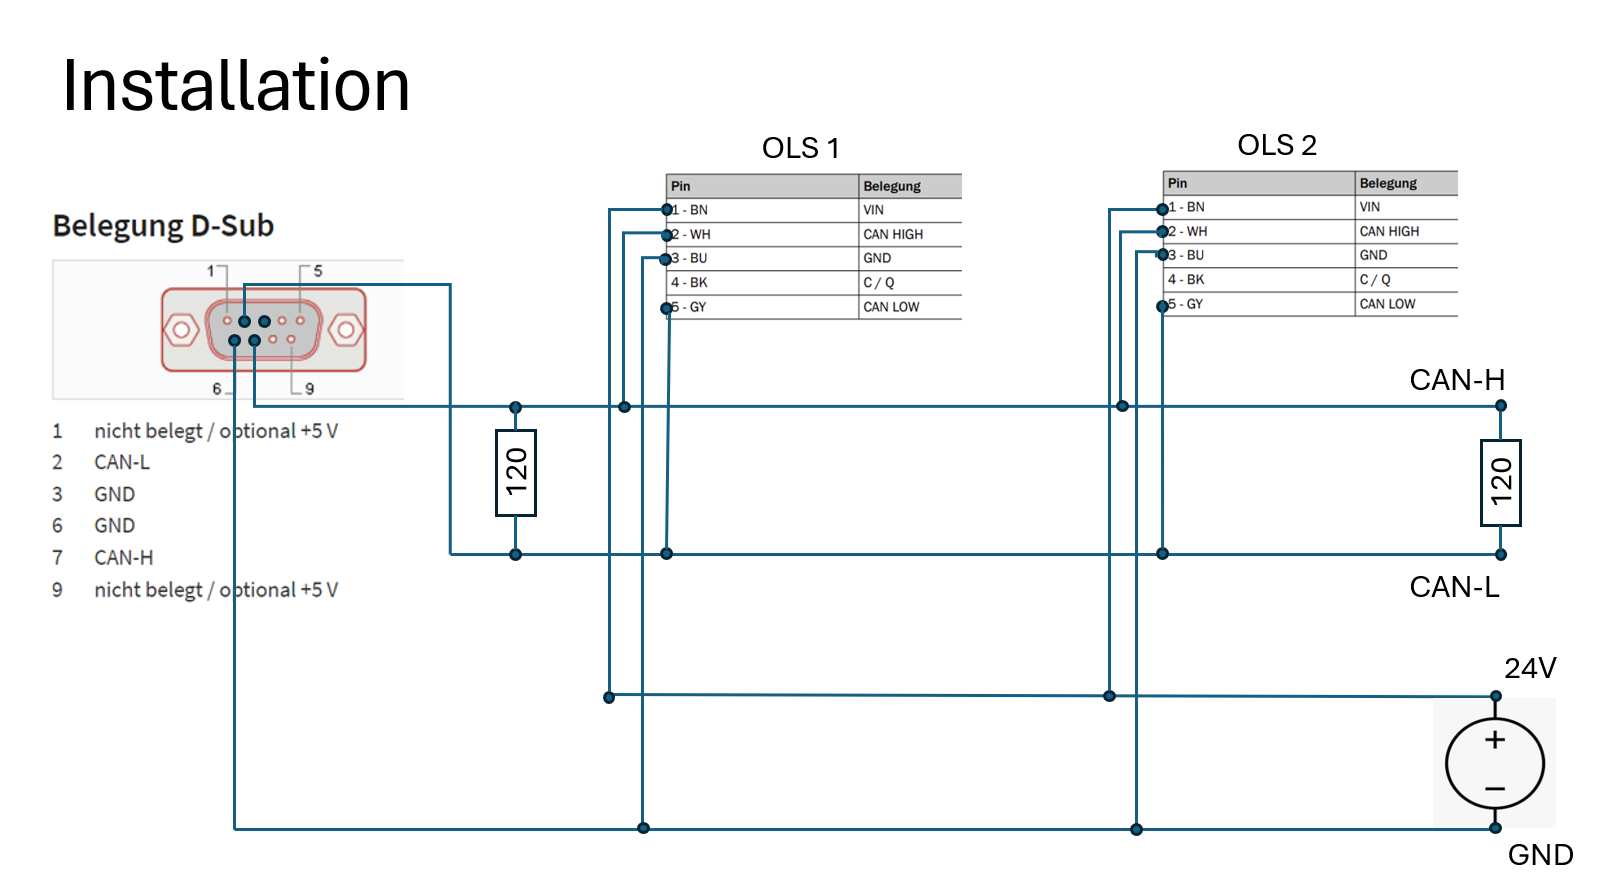 Installation
OLS 1
OLS 2
Pin Belegung
1 - BN VIN
2 - WH CAN HIGH
3 - BU GND
4 - BK C / Q
5 - GY CAN LOW
Pin Belegung
1 - BN VIN
2 - WH CAN HIGH
3 - BU GND
4 - BK C / Q
5 - GY CAN LOW
Belegung D-Sub
1 5
6 9
1 nicht belegt / optional +5 V
2 CAN-L
3 GND
6 GND
7 CAN-H
9 nicht belegt / optional +5 V
CAN-H
120
120
CAN-L
24V
+
−
GND